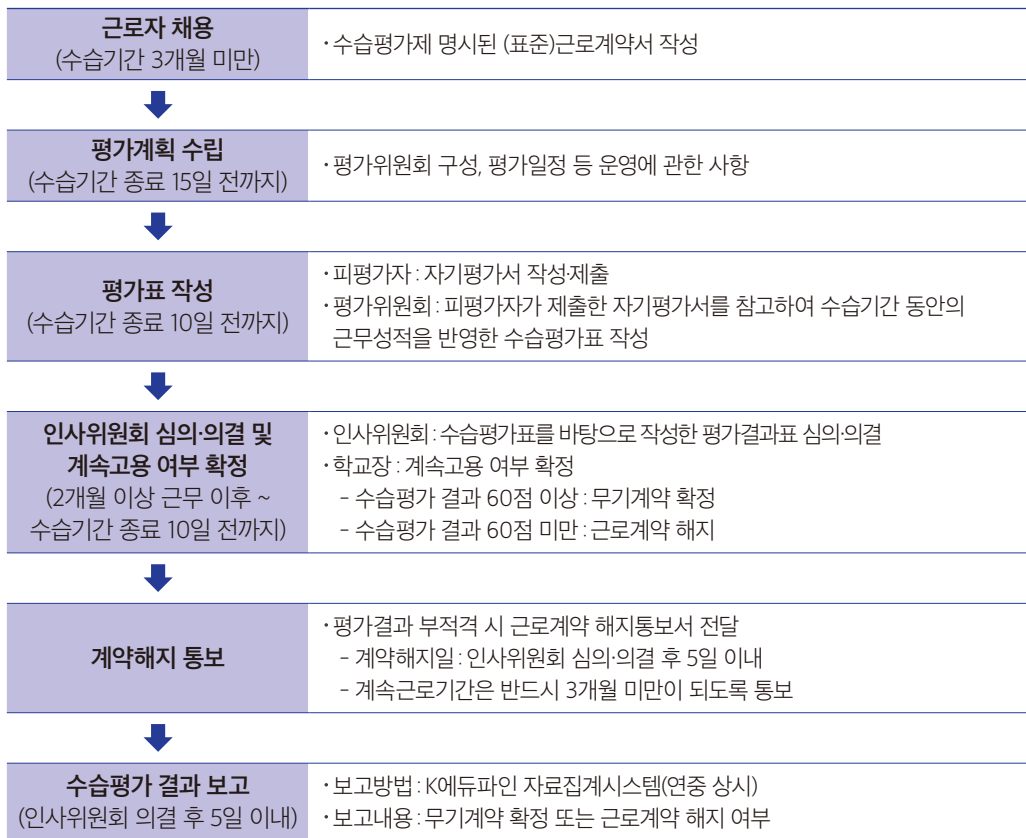 근로자 채용
(수습기간 3개월 미만)
·수습평가제 명시된 (표준)근로계약서 작성
평가계획 수립
(수습기간 종료 15일 전까지)
·평가위원회 구성, 평가일정 등 운영에 관한 사항
평가표 작성
(수습기간 종료 10일 전까지)
·피평가자 : 자기평가서 작성·제출
·평가위원회 : 피평가자가 제출한 자기평가서를 참고하여 수습기간 동안의
근무성적을 반영한 수습평가표 작성
인사위원회 심의·의결 및
계속고용 여부 확정
(2개월 이상 근무 이후 ~
수습기간 종료 10일 전까지)
·인사위원회 : 수습평가표를 바탕으로 작성한 평가결과표 심의·의결
·학교장 : 계속고용 여부 확정
- 수습평가 결과 60점 이상 : 무기계약 확정
- 수습평가 결과 60점 미만 : 근로계약 해지
계약해지 통보
·평가결과 부적격 시 근로계약 해지통보서 전달
- 계약해지일 : 인사위원회 심의·의결 후 5일 이내
- 계속근로기간은 반드시 3개월 미만이 되도록 통보
수습평가 결과 보고
(인사위원회 의결 후 5일 이내)
·보고방법 : K에듀파인 자료집계시스템(연중 상시)
·보고내용 : 무기계약 확정 또는 근로계약 해지 여부